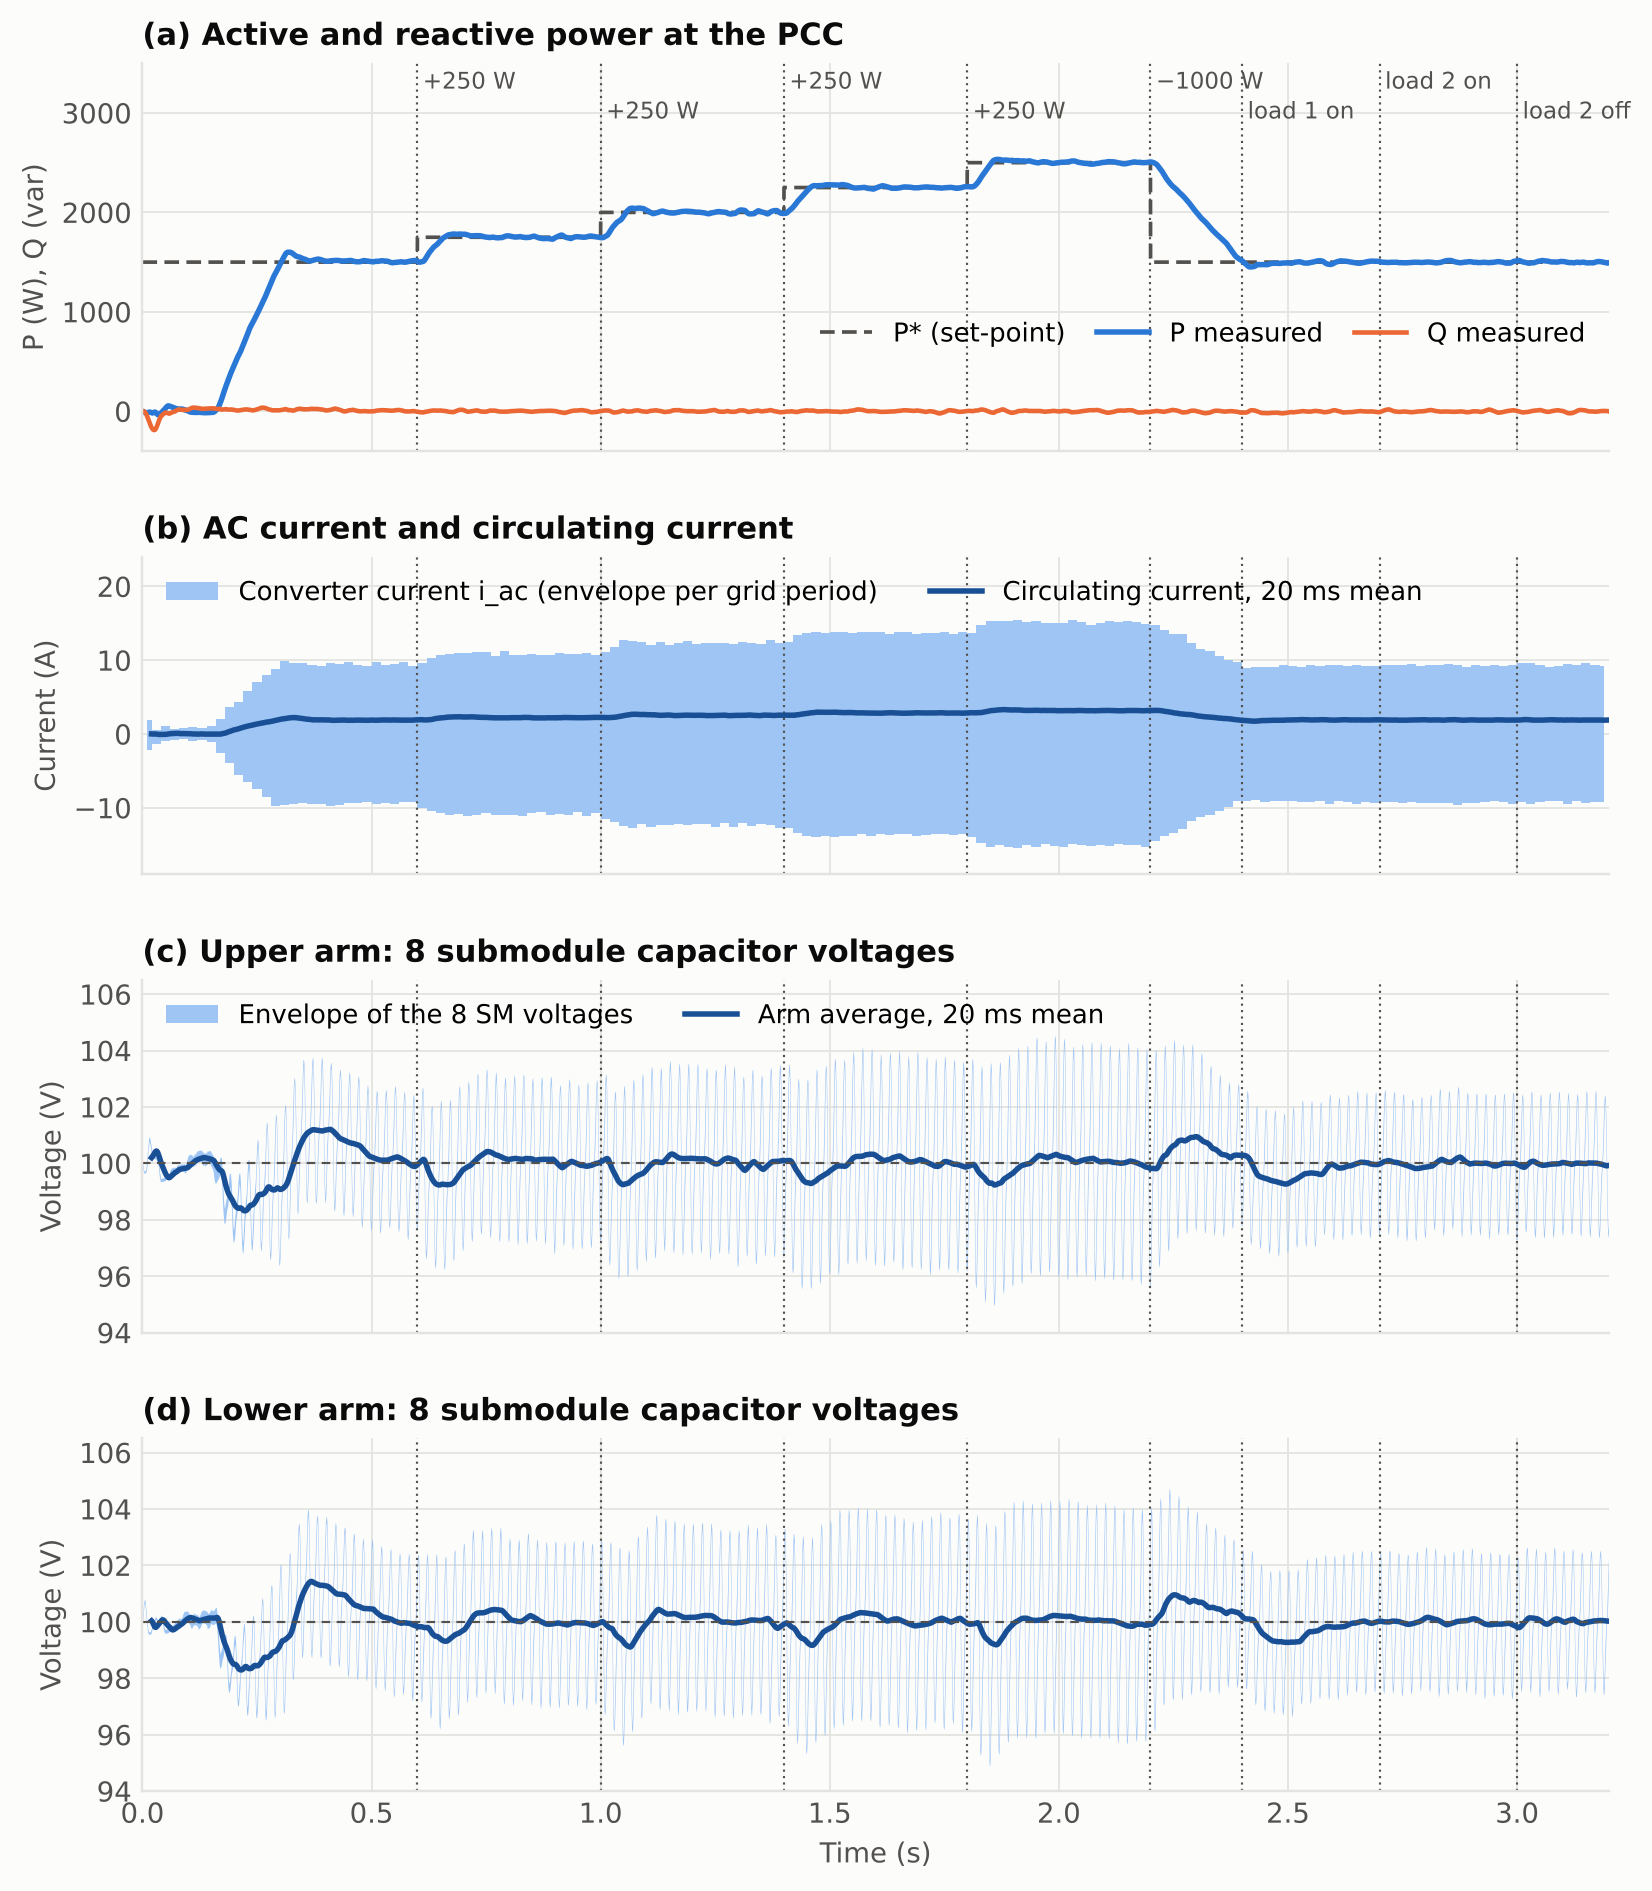 (a) Active and reactive power at the PCC
+250 W
+250 W
+250 W
+250 W
−1000 W
load 1 on
load 2 on
load 2 off
P (W), Q (var)
3000
2000
1000
0
P* (set-point)
P measured
Q measured
(b) AC current and circulating current
Current (A)
20
10
0
−10
Converter current i_ac (envelope per grid period)
Circulating current, 20 ms mean
(c) Upper arm: 8 submodule capacitor voltages
Voltage (V)
106
104
102
100
98
96
94
Envelope of the 8 SM voltages
Arm average, 20 ms mean
(d) Lower arm: 8 submodule capacitor voltages
Voltage (V)
106
104
102
100
98
96
94
0.0 0.5 1.0 1.5 2.0 2.5 3.0
Time (s)